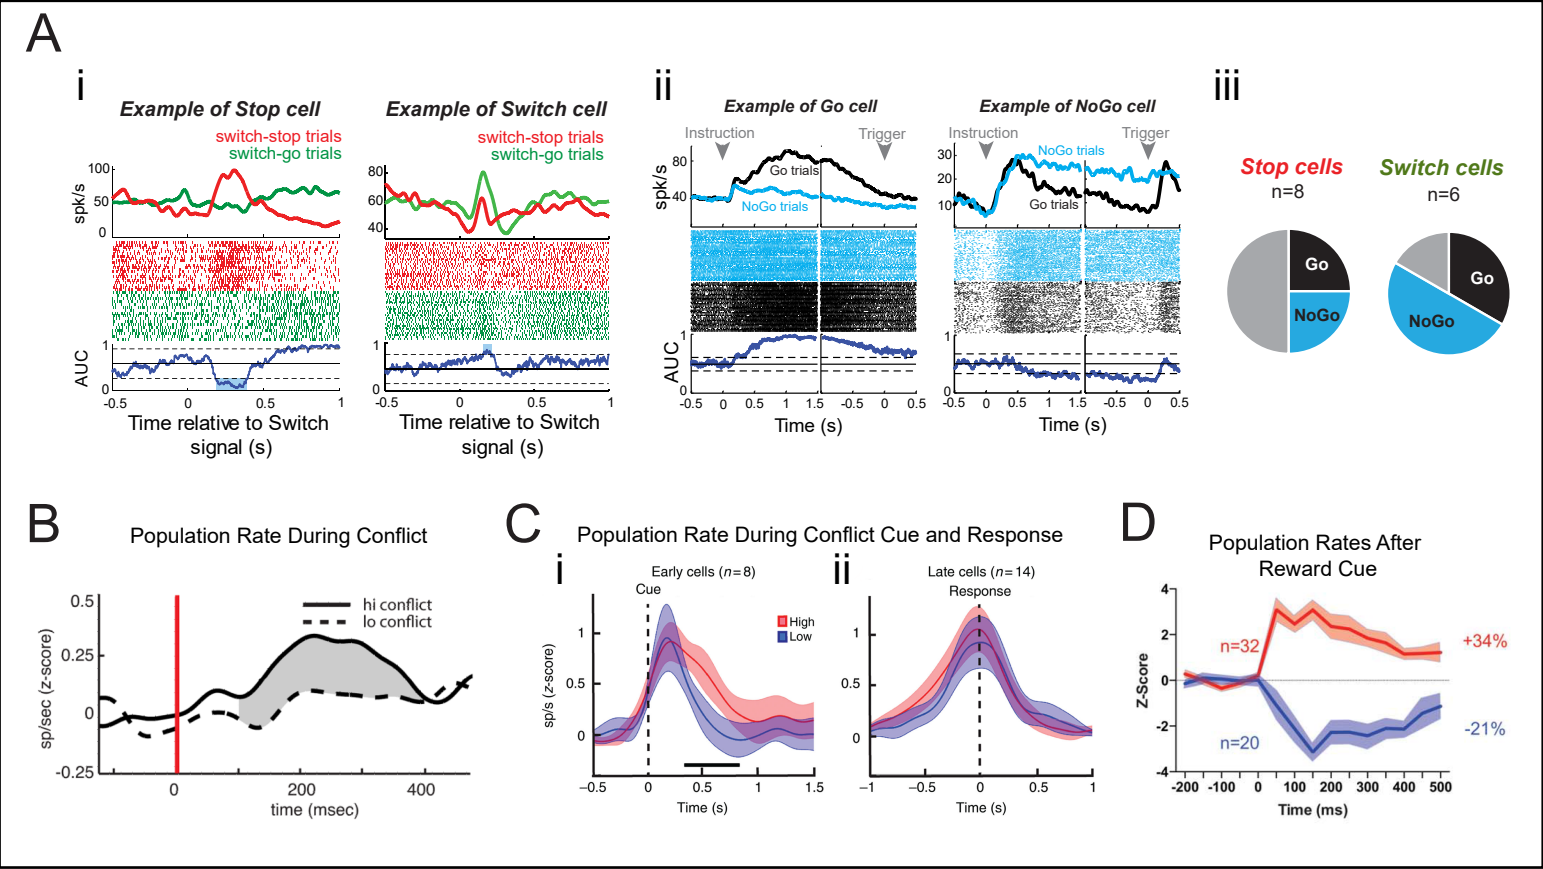 A
i
Example of Stop cell
switch-stop trials
switch-go trials
spk/s
100
50
0
AUC
1
0
-0.5
0
0.5
1
Time relative to Switch
signal (s)
Example of Switch cell
switch-stop trials
switch-go trials
80
60
40
1
0
-0.5
0
0.5
1
Time relative to Switch
signal (s)
ii
Example of Go cell
Instruction
Trigger
spk/s
80
40
Go trials
NoGo trials
AUC
1
0
-0.5
0
0.5
1
1.5
-0.5
0
0.5
Time (s)
Example of NoGo cell
Instruction
Trigger
30
20
10
NoGo trials
Go trials
1
0
-0.5
0
0.5
1
1.5
-0.5
0
0.5
Time (s)
iii
Stop cells
n=8
Go
NoGo
Switch cells
n=6
Go
NoGo
B
Population Rate During Conflict
sp/sec (z-score)
0.5
0.25
0
-0.25
hi conflict
lo conflict
0
200
400
time (msec)
C
Population Rate During Conflict Cue and Response
i
Early cells (n=8)
Cue
High
Low
sp/s (z-score)
1
0.5
0
−0.5
0
0.5
1
1.5
Time (s)
ii
Late cells (n=14)
Response
1
0.5
0
−1
−0.5
0
0.5
1
Time (s)
D
Population Rates After
Reward Cue
Z-Score
4
2
0
-2
-4
n=32
+34%
n=20
-21%
-200
-100
0
100
200
300
400
500
Time (ms)